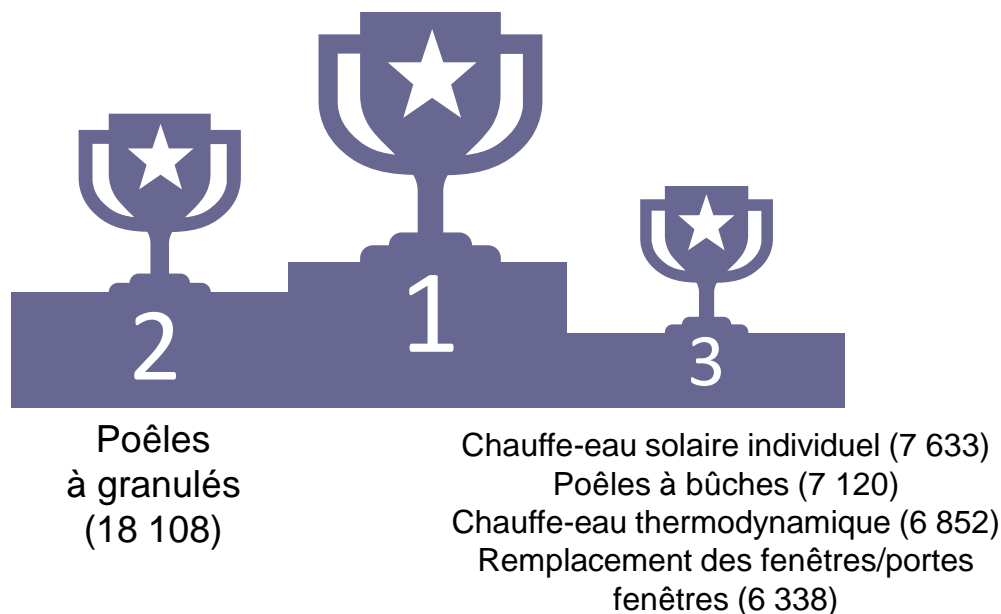 1
2
3
Poêles
à granulés
(18 108)
Chauffe-eau solaire individuel (7 633)
Poêles à bûches (7 120)
Chauffe-eau thermodynamique (6 852)
Remplacement des fenêtres/portes
fenêtres (6 338)